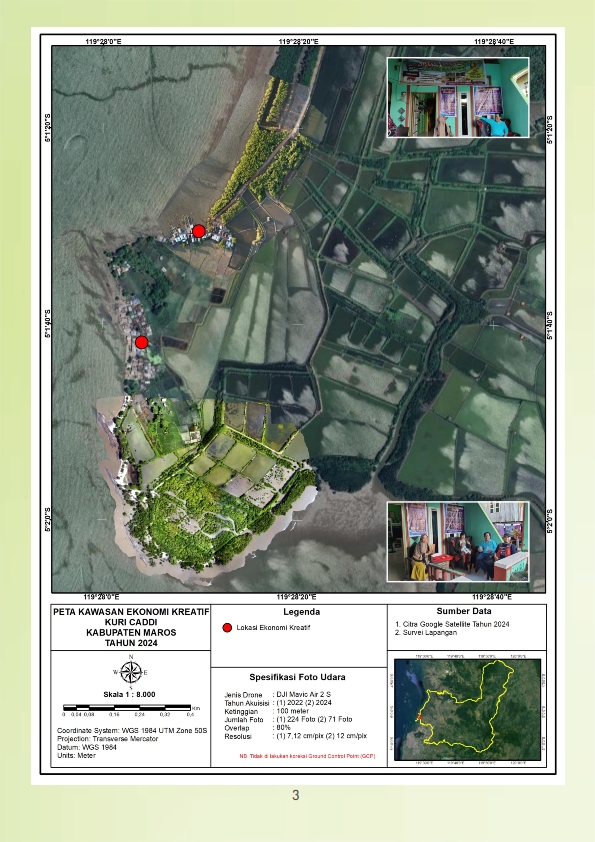 119°28'0"E 119°28'20"E 119°28'40"E
5°1'20"S 5°1'20"S
5°1'40"S 5°1'40"S
5°2'0"S 5°2'0"S
119°28'0"E 119°28'20"E 119°28'40"E
PETA KAWASAN EKONOMI KREATIF
KURI CADDI
KABUPATEN MAROS
TAHUN 2024
N
W E
S
Skala 1 : 8.000
0 0,04 0,08 0,16 0,24 0,32 0,4 Km
Coordinate System: WGS 1984 UTM Zone 50S
Projection: Transverse Mercator
Datum: WGS 1984
Units: Meter
Legenda
Lokasi Ekonomi Kreatif
Spesifikasi Foto Udara
Jenis Drone : DJI Mavic Air 2 S
Tahun Akuisisi : (1) 2022 (2) 2024
Ketinggian : 100 meter
Jumlah Foto : (1) 224 Foto (2) 71 Foto
Overlap : 80%
Resolusi : (1) 7,12 cm/pix (2) 12 cm/pix
NB: Tidak di lakukan koreksi Ground Control Point (GCP)
Sumber Data
1. Citra Google Satellite Tahun 2024
2. Survei Lapangan
3